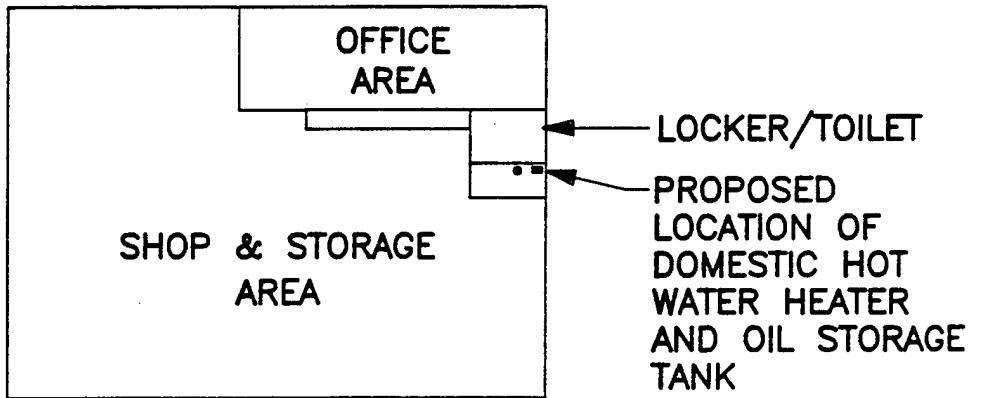 OFFICE
AREA
LOCKER/TOILET
PROPOSED
LOCATION OF
DOMESTIC HOT
WATER HEATER
AND OIL STORAGE
TANK
SHOP & STORAGE
AREA